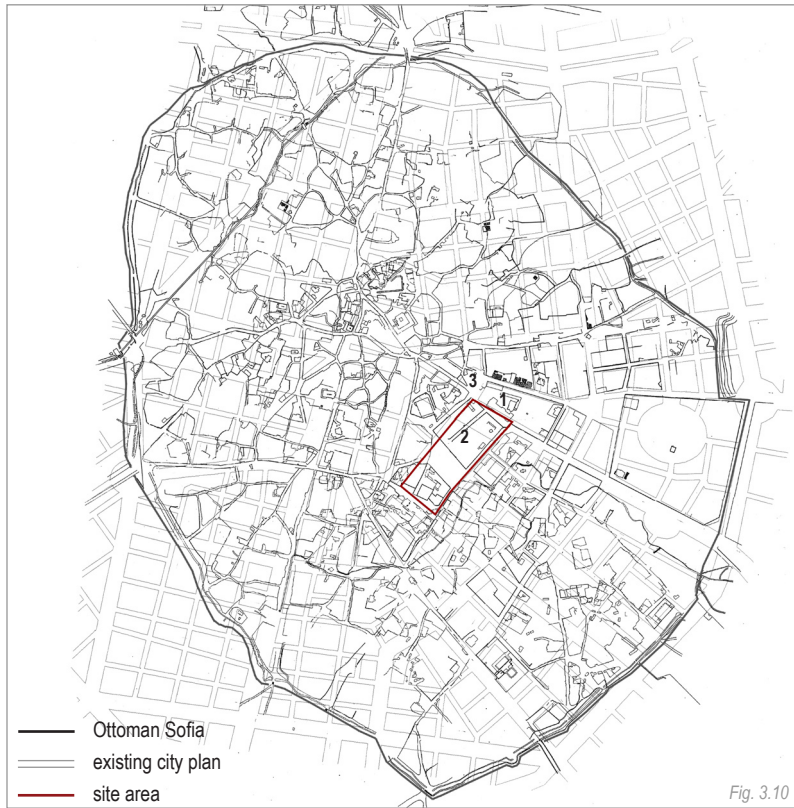 3
1
2
Ottoman Sofia
existing city plan
site area
Fig. 3.10